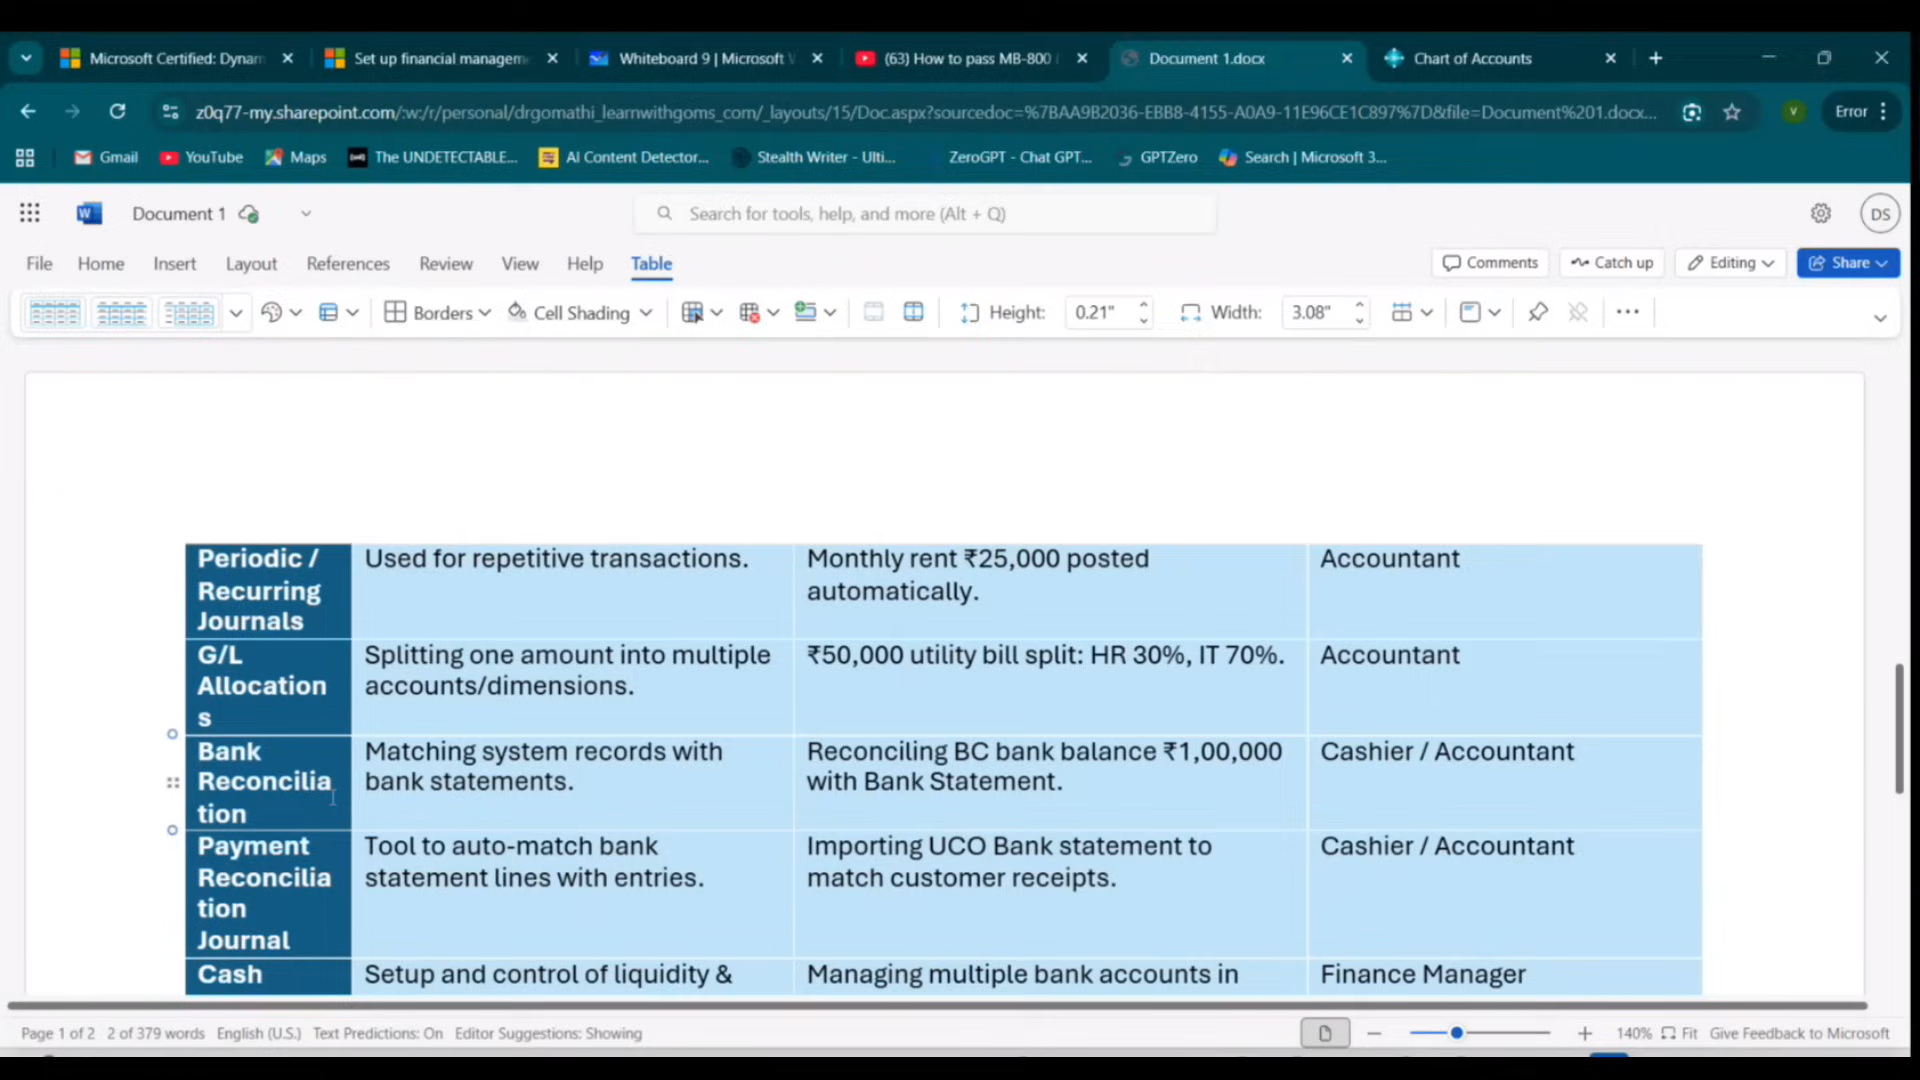 Microsoft Certified: Dynam
Set up financial managem
Whiteboard 9 | Microsoft V
(63) How to pass MB-800
Document 1.docx
Chart of Accounts
z0q77-my.sharepoint.com/:w:/r/personal/drgomathi_learnwithgoms_com/_layouts/15/Doc.aspx?sourcedoc=%7BAA9B2036-EBB8-4155-A0A9-11E96CE1C897%7D&file=Document%201.docx...
V
Error
Gmail
YouTube
Maps
The UNDETECTABLE...
AI Content Detector...
Stealth Writer - Ulti...
ZeroGPT - Chat GPT...
GPTZero
Search | Microsoft 3...
W
Document 1
Search for tools, help, and more (Alt + Q)
DS
File Home Insert Layout References Review View Help Table
Comments
Catch up
Editing
Share
Borders
Cell Shading
Height: 0.21"
Width: 3.08"
Periodic /
Recurring
Journals
Used for repetitive transactions.
Monthly rent ₹25,000 posted
automatically.
Accountant
G/L
Allocation
s
Splitting one amount into multiple
accounts/dimensions.
₹50,000 utility bill split: HR 30%, IT 70%.
Accountant
Bank
Reconcilia
tion
Matching system records with
bank statements.
Reconciling BC bank balance ₹1,00,000
with Bank Statement.
Cashier / Accountant
Payment
Reconcilia
tion
Journal
Tool to auto-match bank
statement lines with entries.
Importing UCO Bank statement to
match customer receipts.
Cashier / Accountant
Cash
Setup and control of liquidity &
Managing multiple bank accounts in
Finance Manager
Page 1 of 2 2 of 379 words English (U.S.) Text Predictions: On Editor Suggestions: Showing
140% Fit Give Feedback to Microsoft